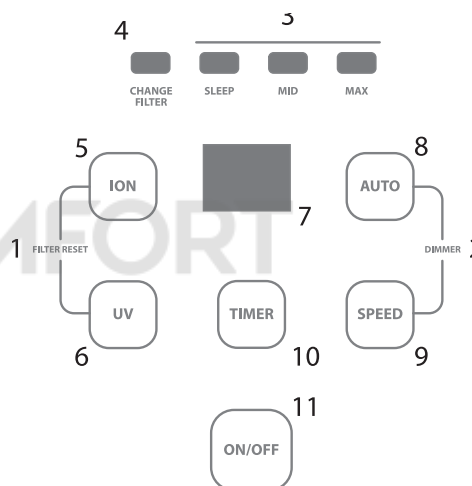 3
4
CHANGE
FILTER
SLEEP
MID
MAX
5
8
ION
AUTO
7
1
FILTER RESET
DIMMER
UV
TIMER
SPEED
6
10
9
11
ON/OFF